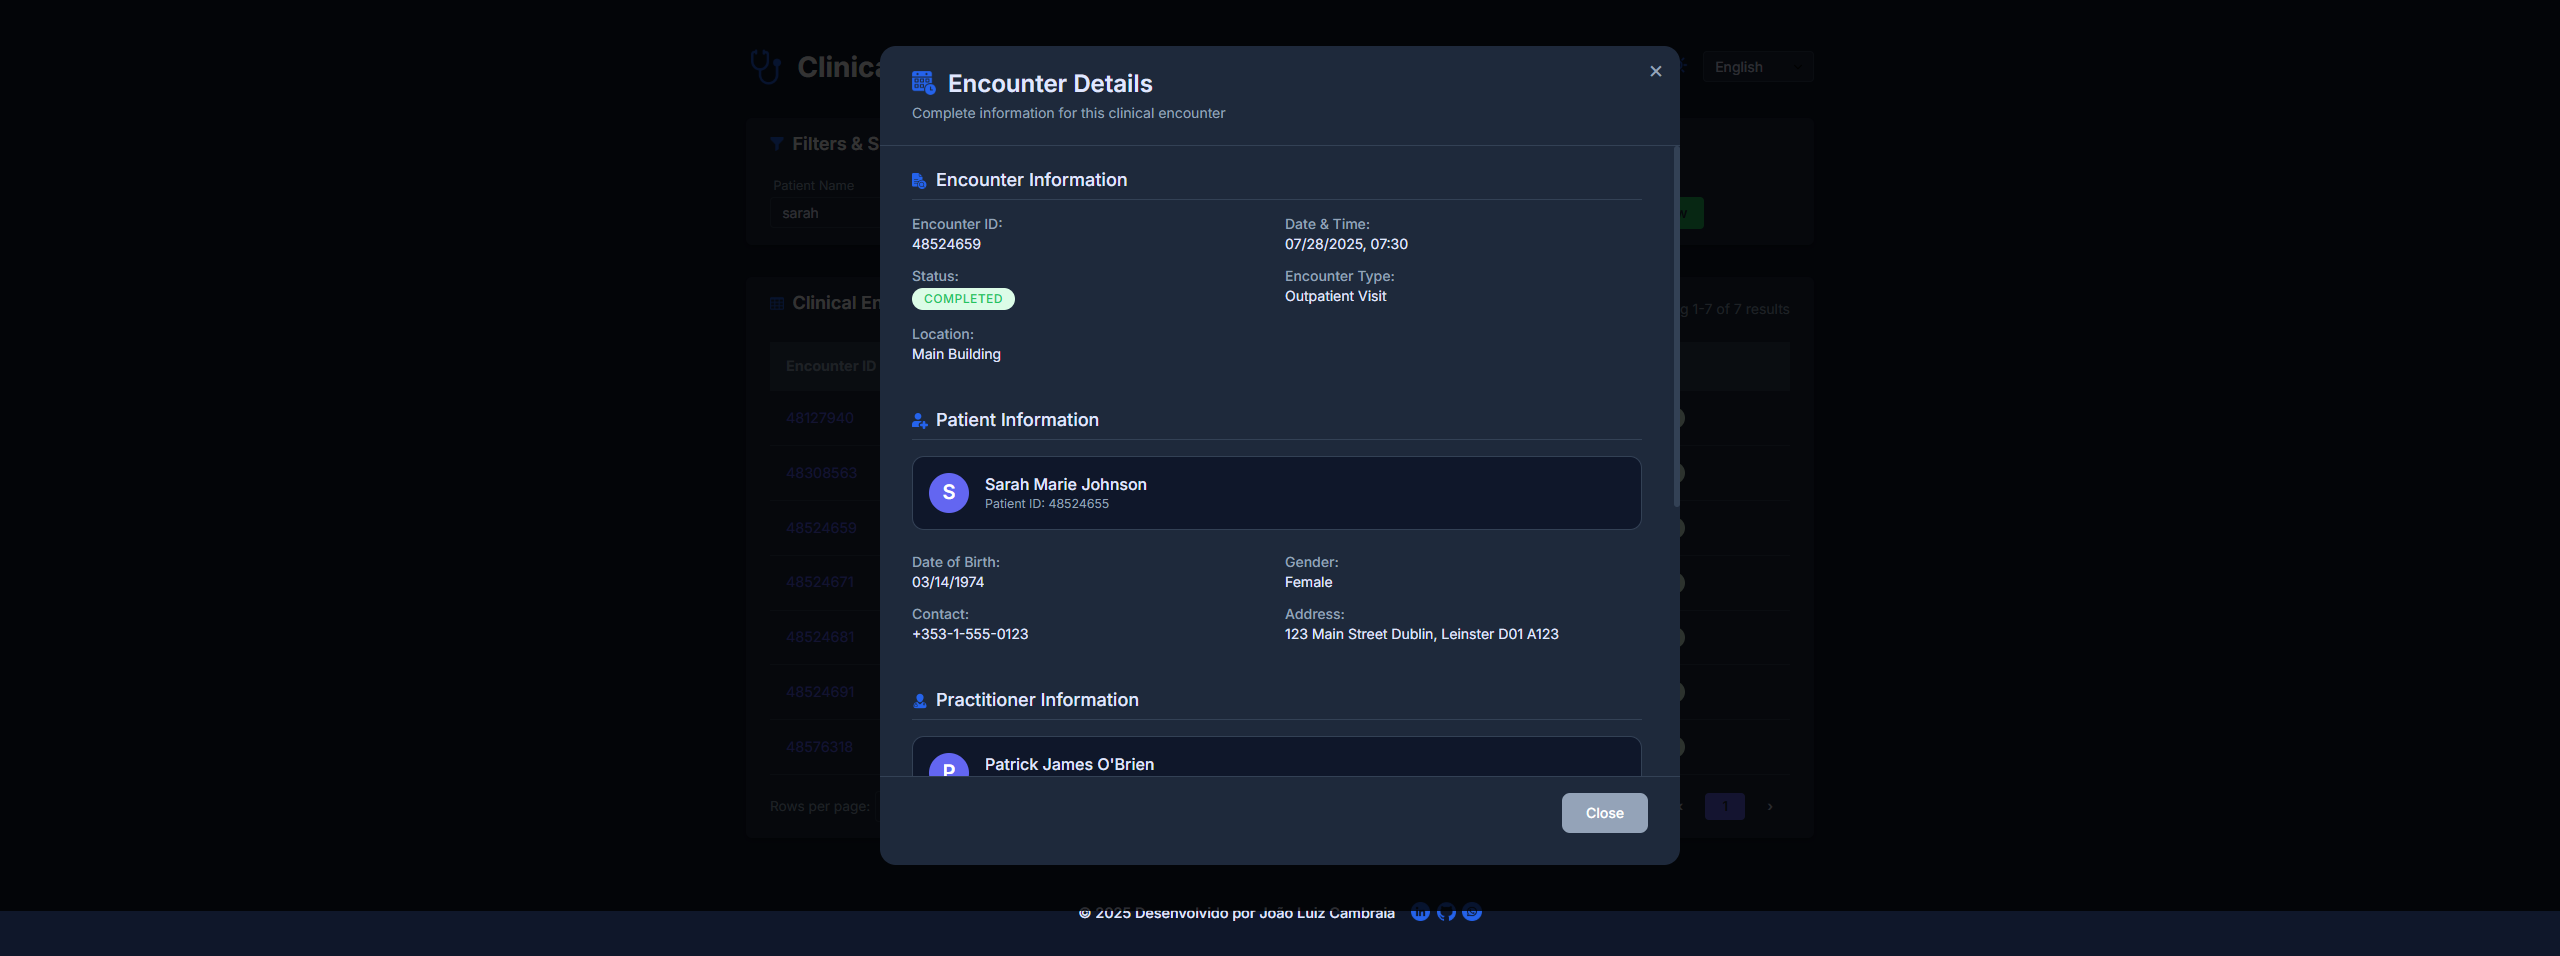 Clinica
English
Filters & S
Patient Name
sarah
w
Clinical En
g 1-7 of 7 results
Encounter ID
48127940
48308563
48524659
48524671
48524681
48524691
48576318
Rows per page:
‹ 1 ›
Encounter Details
×
Complete information for this clinical encounter
Encounter Information
Encounter ID:
48524659
Date & Time:
07/28/2025, 07:30
Status:
COMPLETED
Encounter Type:
Outpatient Visit
Location:
Main Building
Patient Information
S
Sarah Marie Johnson
Patient ID: 48524655
Date of Birth:
03/14/1974
Gender:
Female
Contact:
+353-1-555-0123
Address:
123 Main Street Dublin, Leinster D01 A123
Practitioner Information
P
Patrick James O'Brien
Close
© 2025 Desenvolvido por João Luiz Cambraia
in